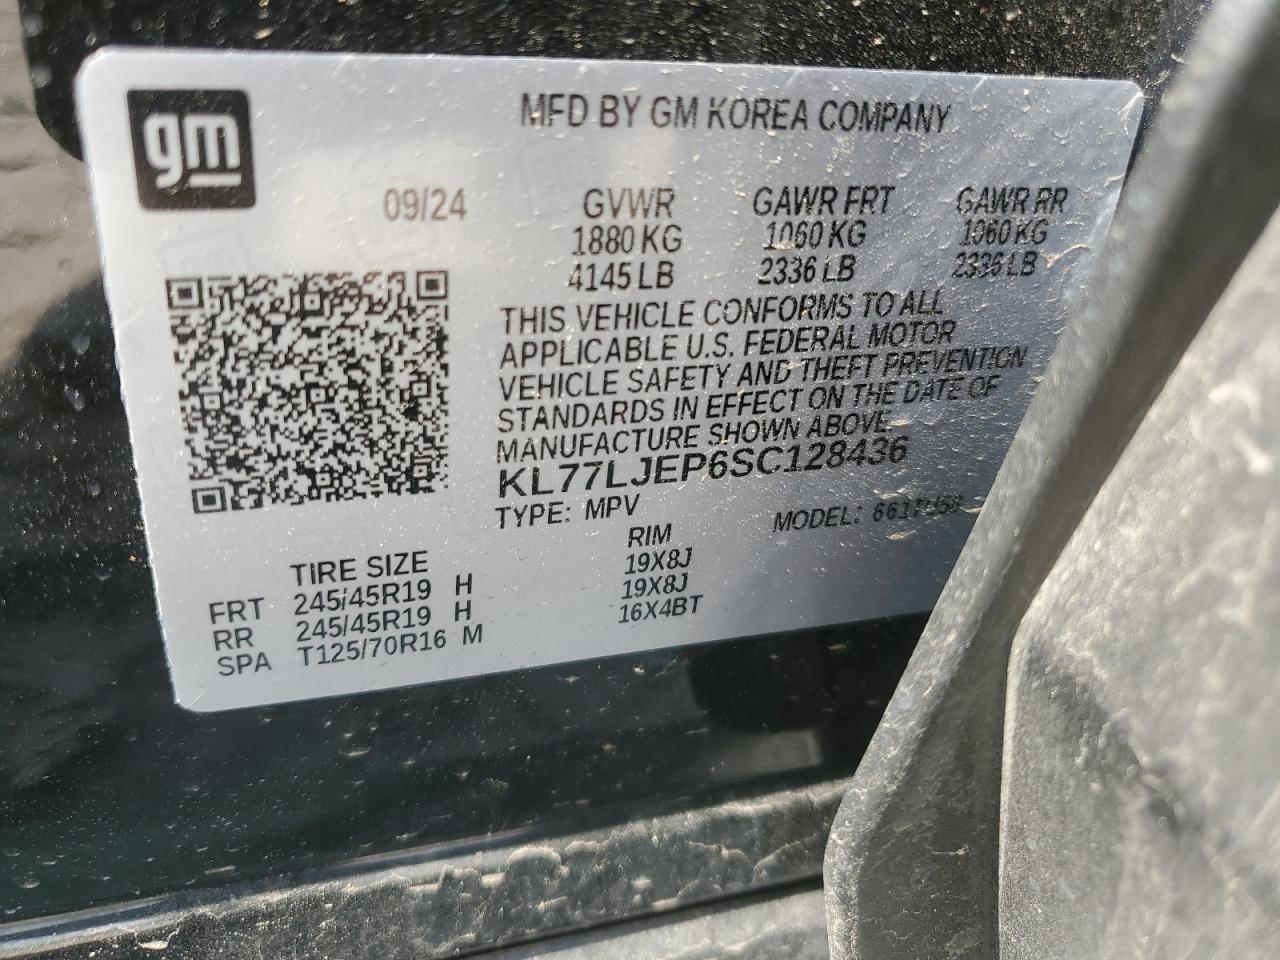 gm
MFD BY GM KOREA COMPANY
09/24 GVWR GAWR FRT GAWR RR
1880 KG 1060 KG 1060 KG
4145 LB 2336 LB 2336 LB
THIS VEHICLE CONFORMS TO ALL
APPLICABLE U.S. FEDERAL MOTOR
VEHICLE SAFETY AND THEFT PREVENTION
STANDARDS IN EFFECT ON THE DATE OF
MANUFACTURE SHOWN ABOVE.
KL77LJEP6SC128436
TYPE: MPV MODEL:
TIRE SIZE RIM
FRT 245/45R19 H 19X8J
RR 245/45R19 H 19X8J
SPA T125/70R16 M 16X4BT